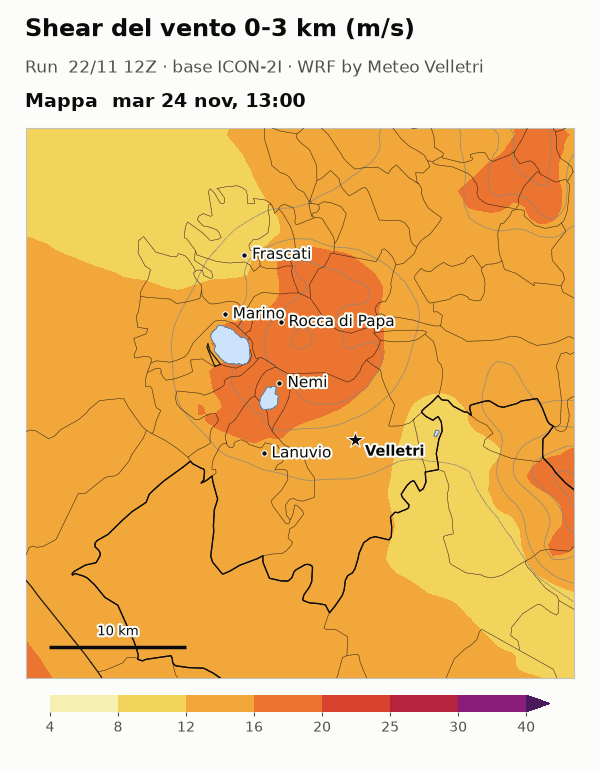 Shear del vento 0-3 km (m/s)
Run 22/11 12Z · base ICON-2I · WRF by Meteo Velletri
Mappa mar 24 nov, 13:00
Frascati
Marino
Rocca di Papa
Nemi
Velletri
Lanuvio
10 km
4 8 12 16 20 25 30 40